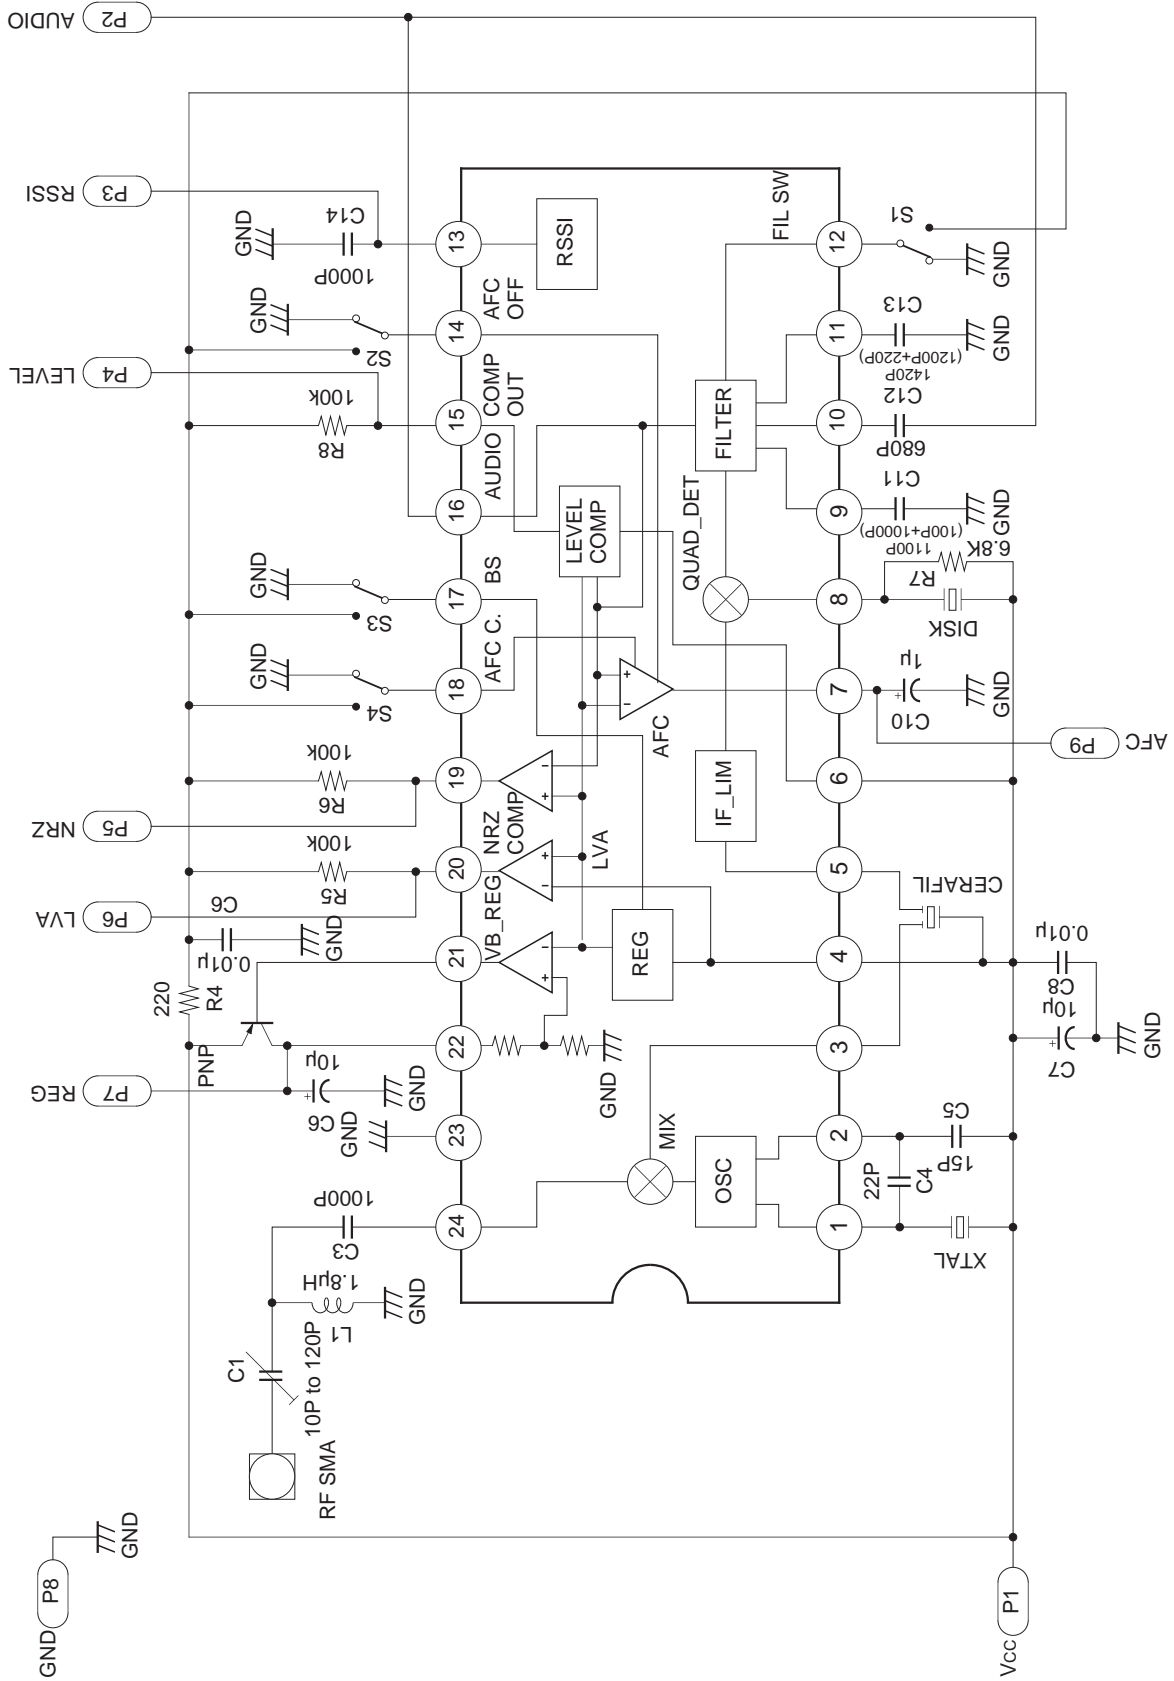 AUDIO
P2
RSSI
P3
GND
C14
1000P
13
RSSI
AFC
OFF
FIL SW
12
S1
GND
LEVEL
P4
GND
S2
14
11
C13
1420P
(1200P+220P)
GND
100k
R8
15
COMP
OUT
FILTER
10
C12
680P
AUDIO
16
LEVEL
COMP
9
C11
1100P
(100P+1000P)
GND
GND
S3
17
BS
QUAD_DET
8
R7
6.8K
DISK
GND
S4
18
AFC C.
AFC
+
−
7
1µ
+
C10
GND
P9
AFC
NRZ
P5
100k
R6
19
NRZ
COMP
−
+
IF_LIM
6
LVA
P6
100k
R5
20
+
−
LVA
5
CERAFIL
C6
0.01µ
GND
21
VB_REG
−
+
REG
4
0.01µ
C8
220
R4
PNP
REG
P7
10µ
+
C6
GND
22
GND
3
10µ
+
C7
GND
GND
23
MIX
2
C5
15P
22P
C4
1000P
C3
24
OSC
1
XTAL
1.8µH
L1
GND
C1
10P to 120P
RF SMA
GND
P8
GND
Vcc
P1